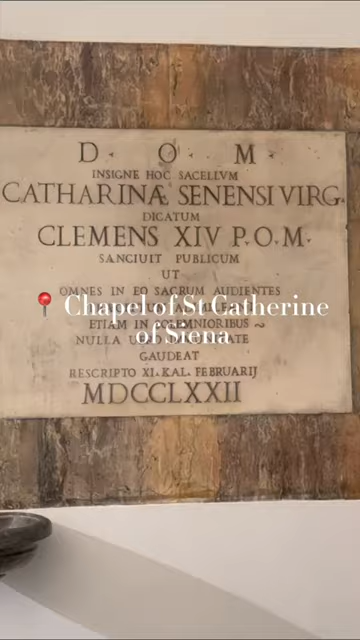 D · O · M ·
INSIGNE HOC SACELLVM
CATHARINÆ SENENSI VIRG.
DICATUM
CLEMENS XIV P.O.M.
SANCIUIT PUBLICUM
UT
OMNES IN EO SACRUM AUDIENTES
📍 Chapel of St Catherine
of Siena
ETIAM IN SOLEMNIORIBUS ~
NULLA
GAUDEAT
RESCRIPTO XI. KAL. FEBRUARIJ
MDCCLXXII